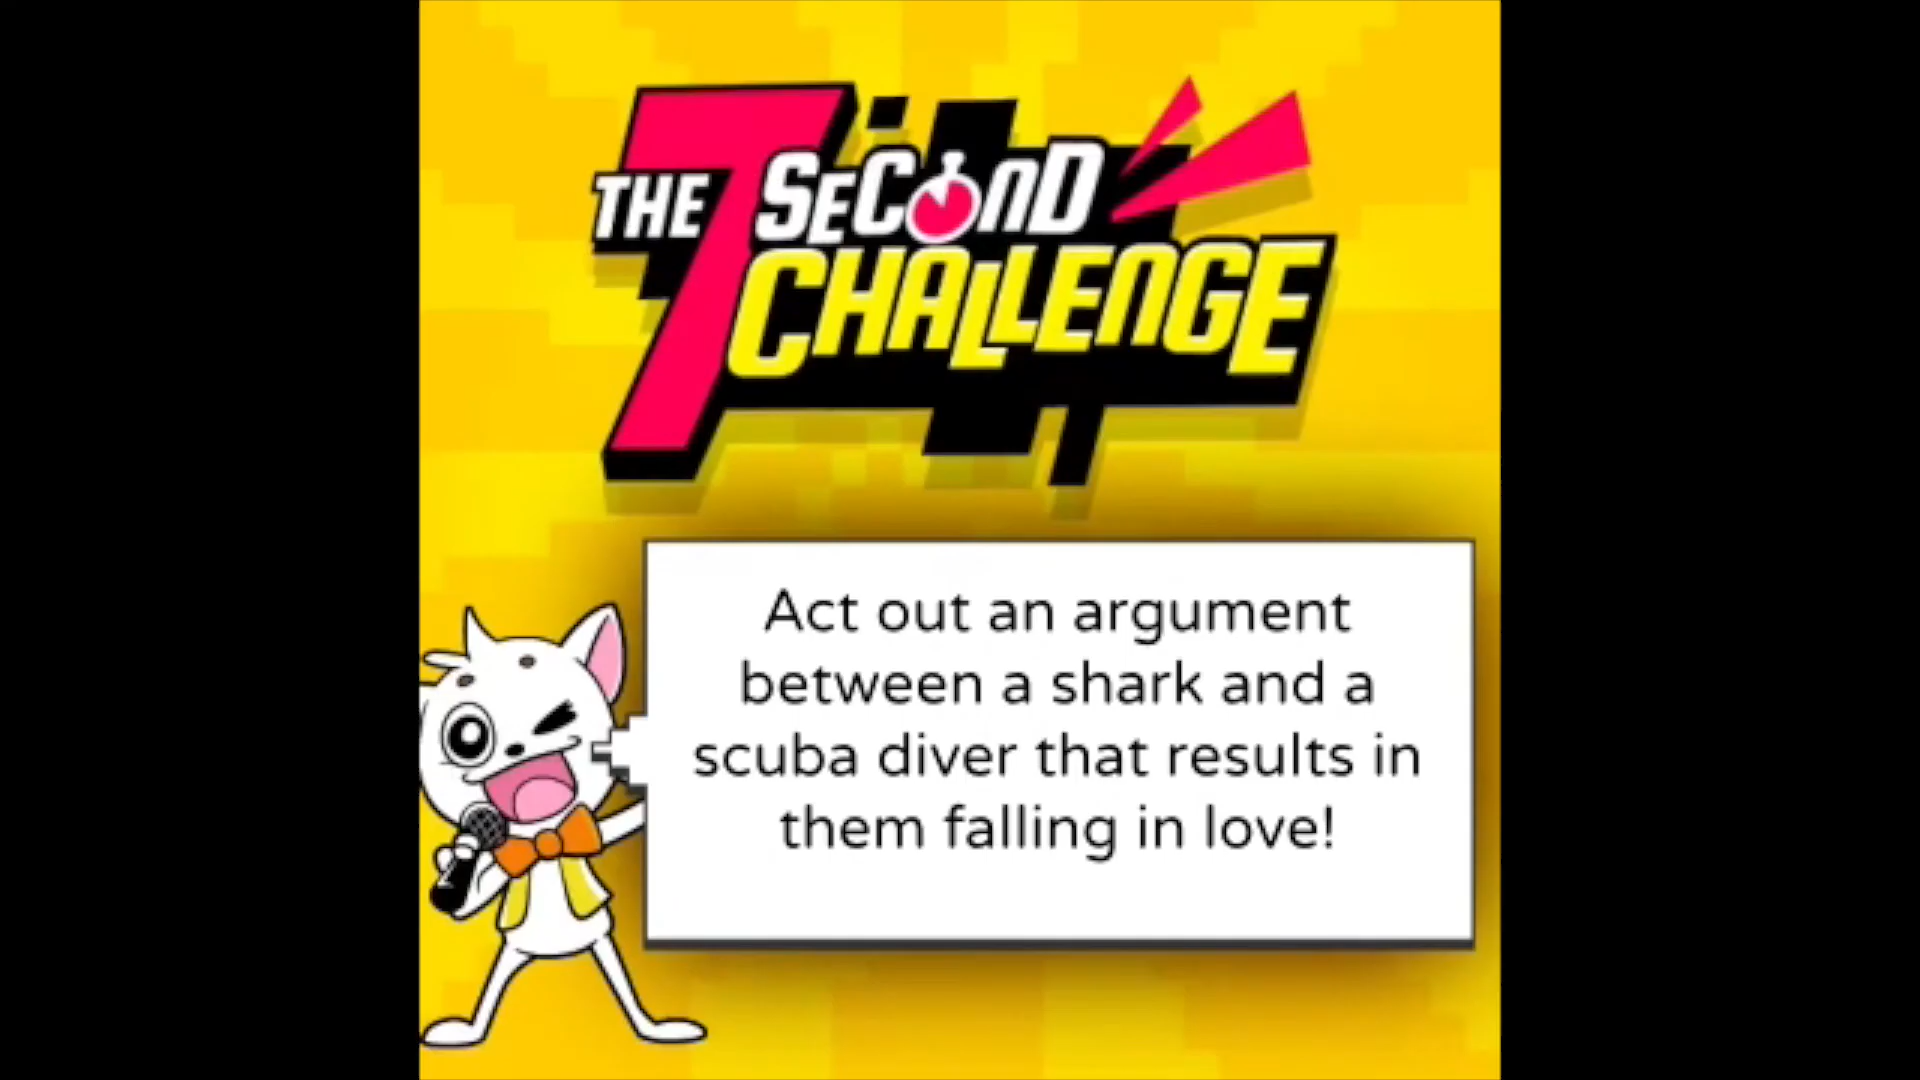 THE 7 SECOND
CHALLENGE
Act out an argument
between a shark and a
scuba diver that results in
them falling in love!